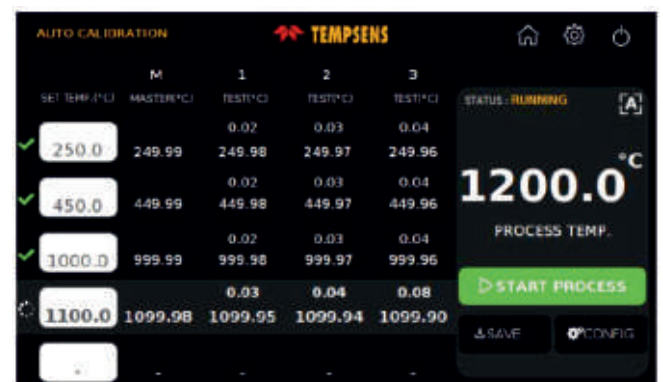 AUTO CALIBRATION
TEMPSENS
M 1 2 3
SET TEMP.(°C) MASTER(°C) TEST(°C) TEST(°C) TEST(°C)
0.02 0.03 0.04
250.0 249.99 249.98 249.97 249.96
0.02 0.03 0.04
450.0 449.99 449.98 449.97 449.96
0.02 0.03 0.04
1000.0 999.99 999.98 999.97 999.96
0.03 0.04 0.08
1100.0 1099.98 1099.95 1099.94 1099.90
- - - - -
STATUS : RUNNING
[A]
1200.0 °C
PROCESS TEMP.
START PROCESS
SAVE
CONFIG